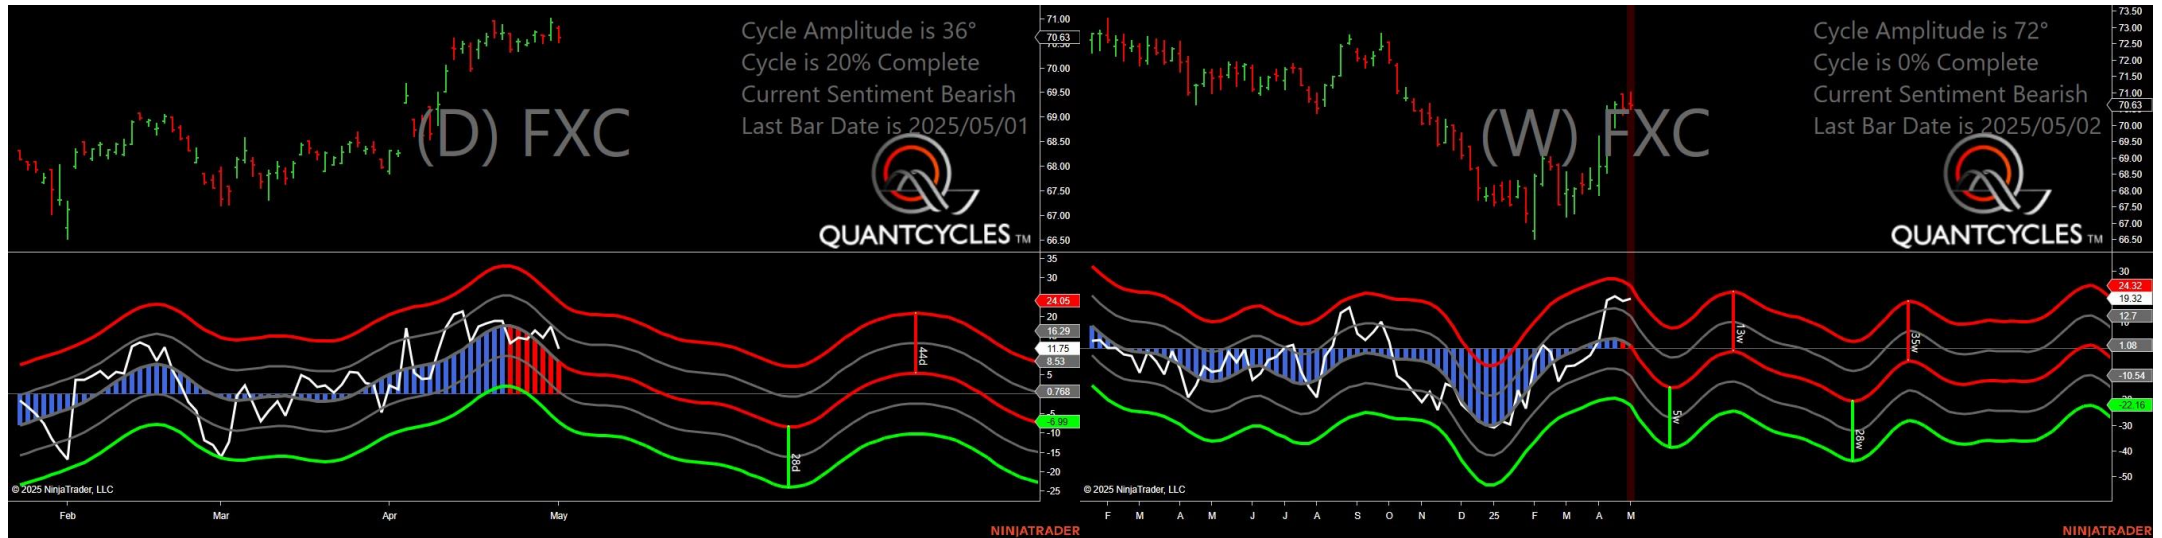 Cycle Amplitude is 36°
Cycle is 20% Complete
Current Sentiment Bearish
Last Bar Date is 2025/05/01
(D) FXC
QUANTCYCLES TM
71.00
70.63
70.00
69.50
69.00
68.50
68.00
67.50
67.00
66.50
35
30
24.05
20
16.29
11.75
8.53
5
0.768
-5
-6.99
-10
-15
-20
-25
44d
28d
© 2025 NinjaTrader, LLC
Feb Mar Apr May
NINJATRADER
Cycle Amplitude is 72°
Cycle is 0% Complete
Current Sentiment Bearish
Last Bar Date is 2025/05/02
(W) FXC
QUANTCYCLES TM
73.50
73.00
72.50
72.00
71.50
71.00
70.63
70.00
69.50
69.00
68.50
68.00
67.50
67.00
66.50
30
24.32
19.32
12.7
1.08
-10.54
-22.16
-30
-40
-50
13w
35w
5w
28w
© 2025 NinjaTrader, LLC
F M A M J J A S O N D 25 F M A M
NINJATRADER